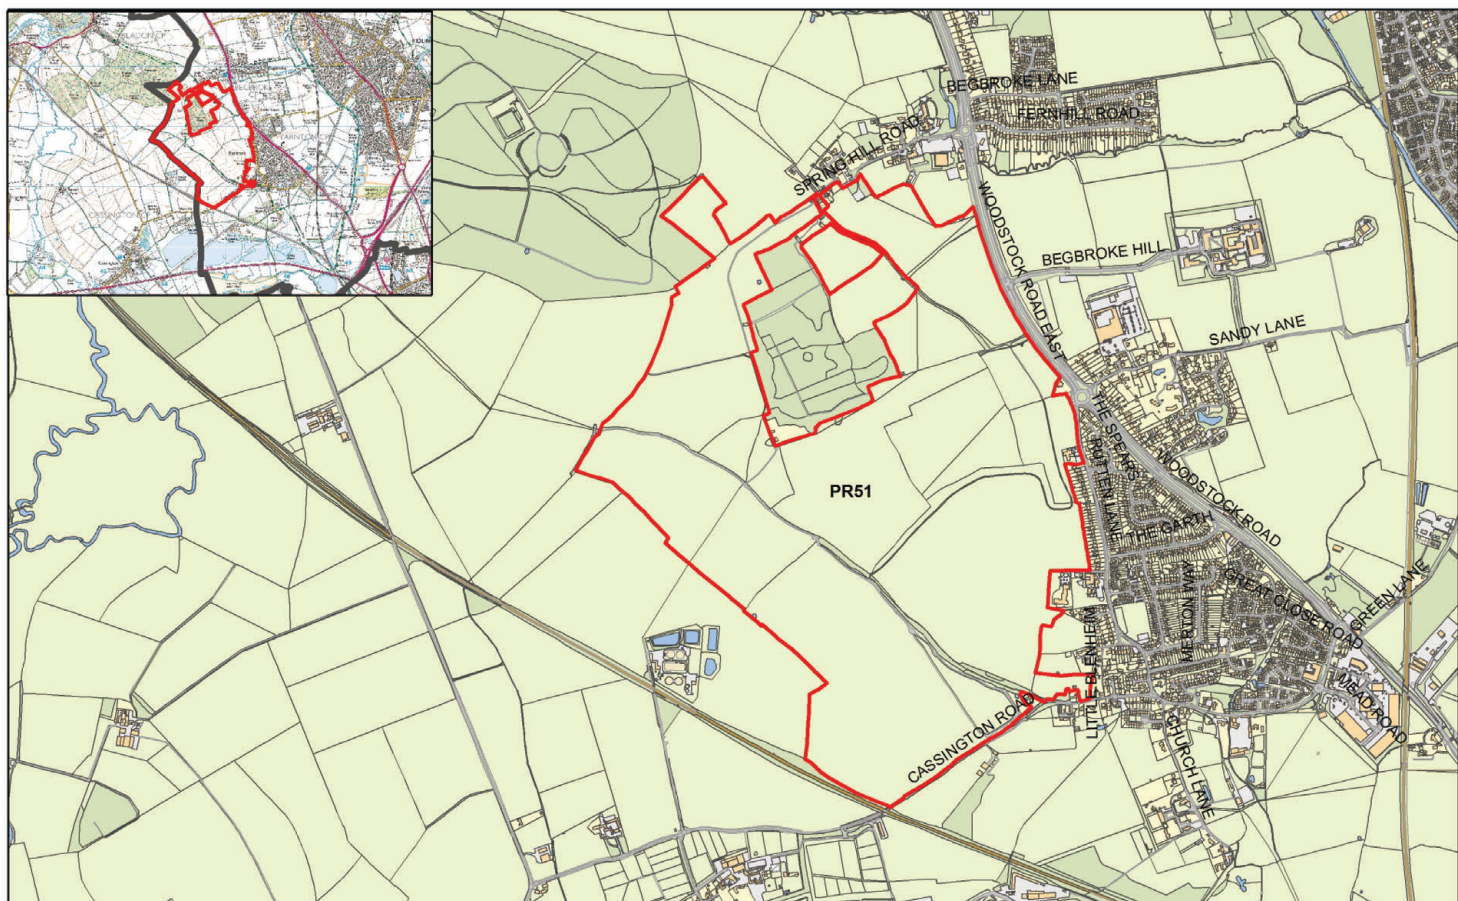 BEGBROKE LANE
FERNHILL ROAD
SPRING HILL ROAD
WOODSTOCK ROAD EAST
BEGBROKE HILL
SANDY LANE
THE SPEARS
RUTTEN LANE
WOODSTOCK ROAD
PR51
THE GARTH
MERTON WAY
GREAT CLOSE ROAD
GREEN LANE
LITTLE BLENHEIM
MEAD ROAD
CASSINGTON ROAD
CHURCH LANE